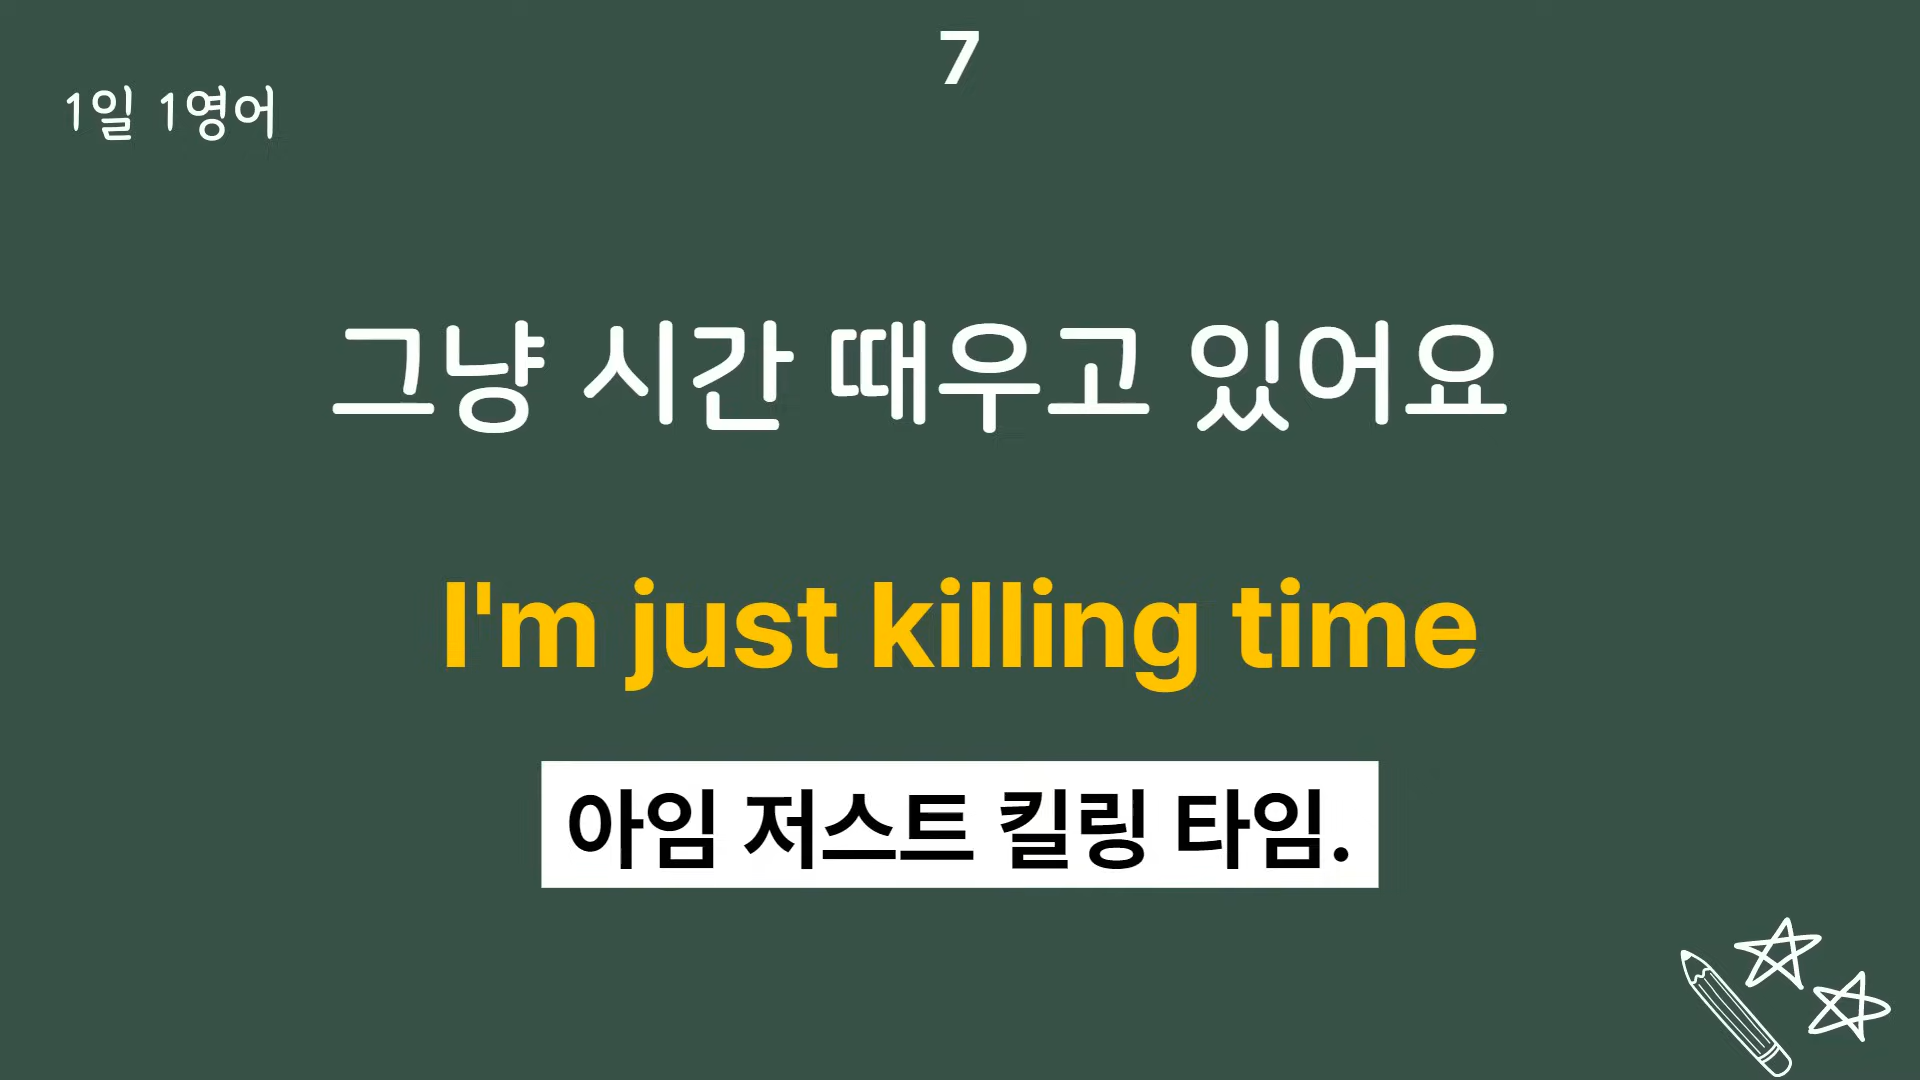 7
1일 1영어
그냥 시간 때우고 있어요
I'm just killing time
아임 저스트 킬링 타임.